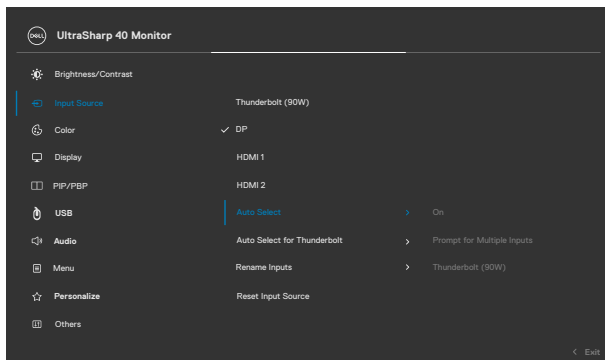 DELL UltraSharp 40 Monitor
Brightness/Contrast
Input Source Thunderbolt (90W)
Color DP
Display HDMI 1
PIP/PBP HDMI 2
USB Auto Select On
Audio Auto Select for Thunderbolt Prompt for Multiple Inputs
Menu Rename Inputs Thunderbolt (90W)
Personalize Reset Input Source
Others
Exit